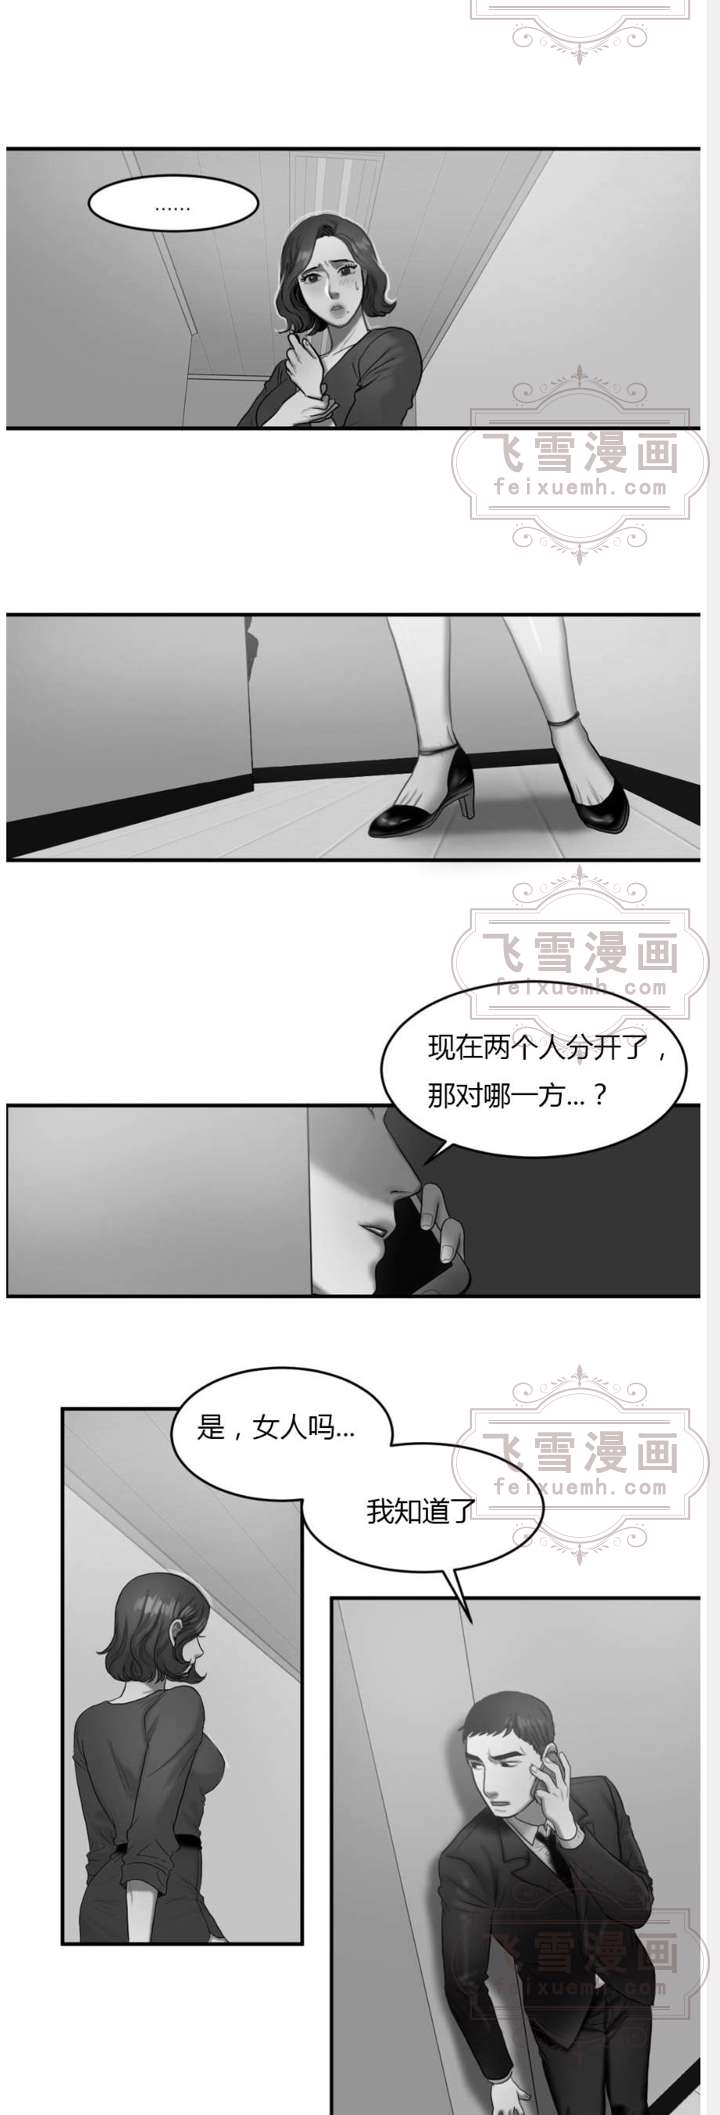 ……
飞雪漫画
feixuemh.com
飞雪漫画
feixuemh.com
现在两个人分开了，
那对哪一方...？
是，女人吗...
我知道了
飞雪漫画
feixuemh.com
飞雪漫画
feixuemh.com